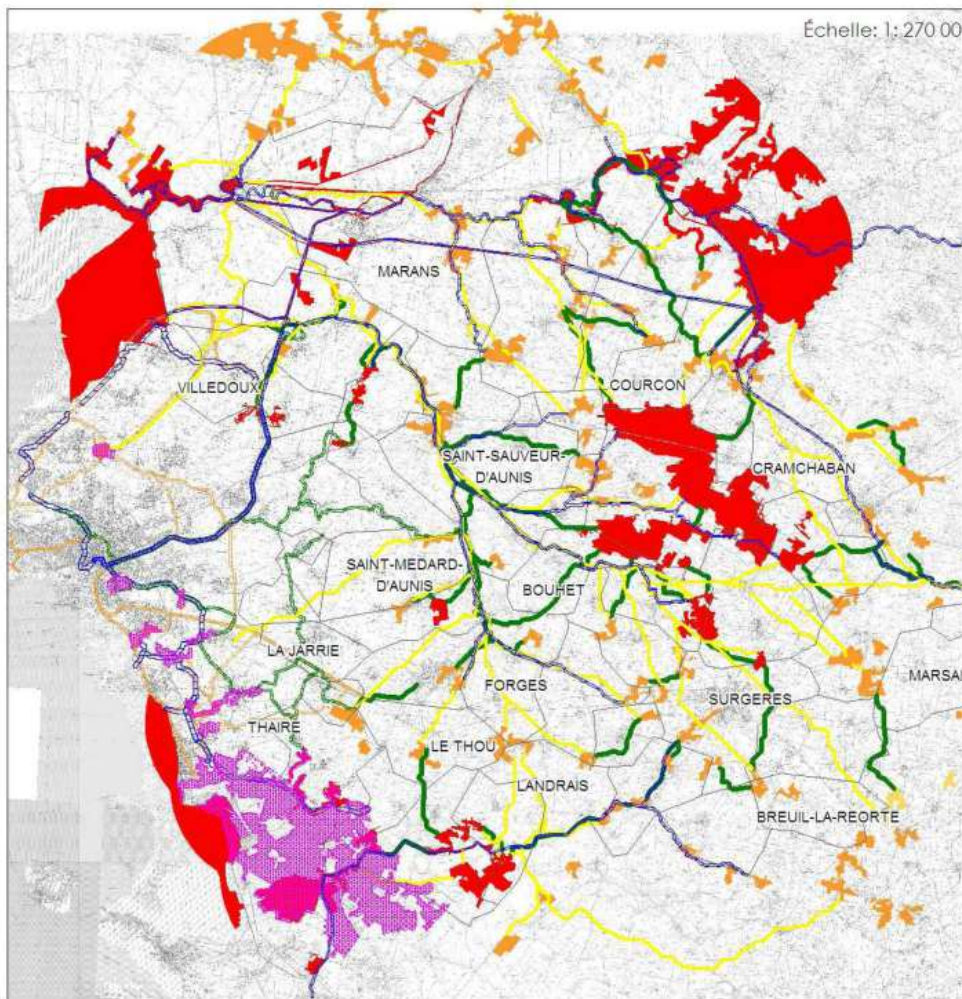 Échelle: 1: 270 00
MARANS
VILLEDOUX
COURCON
SAINT-SAUVEUR-
D'AUNIS
CRAMCHABAN
SAINT-MEDARD-
D'AUNIS
BOUHET
LA JARRIE
MARSAI
FORGES
SURGERES
THAIRE
LE THOU
LANDRAIS
BREUIL-LA-REORTE